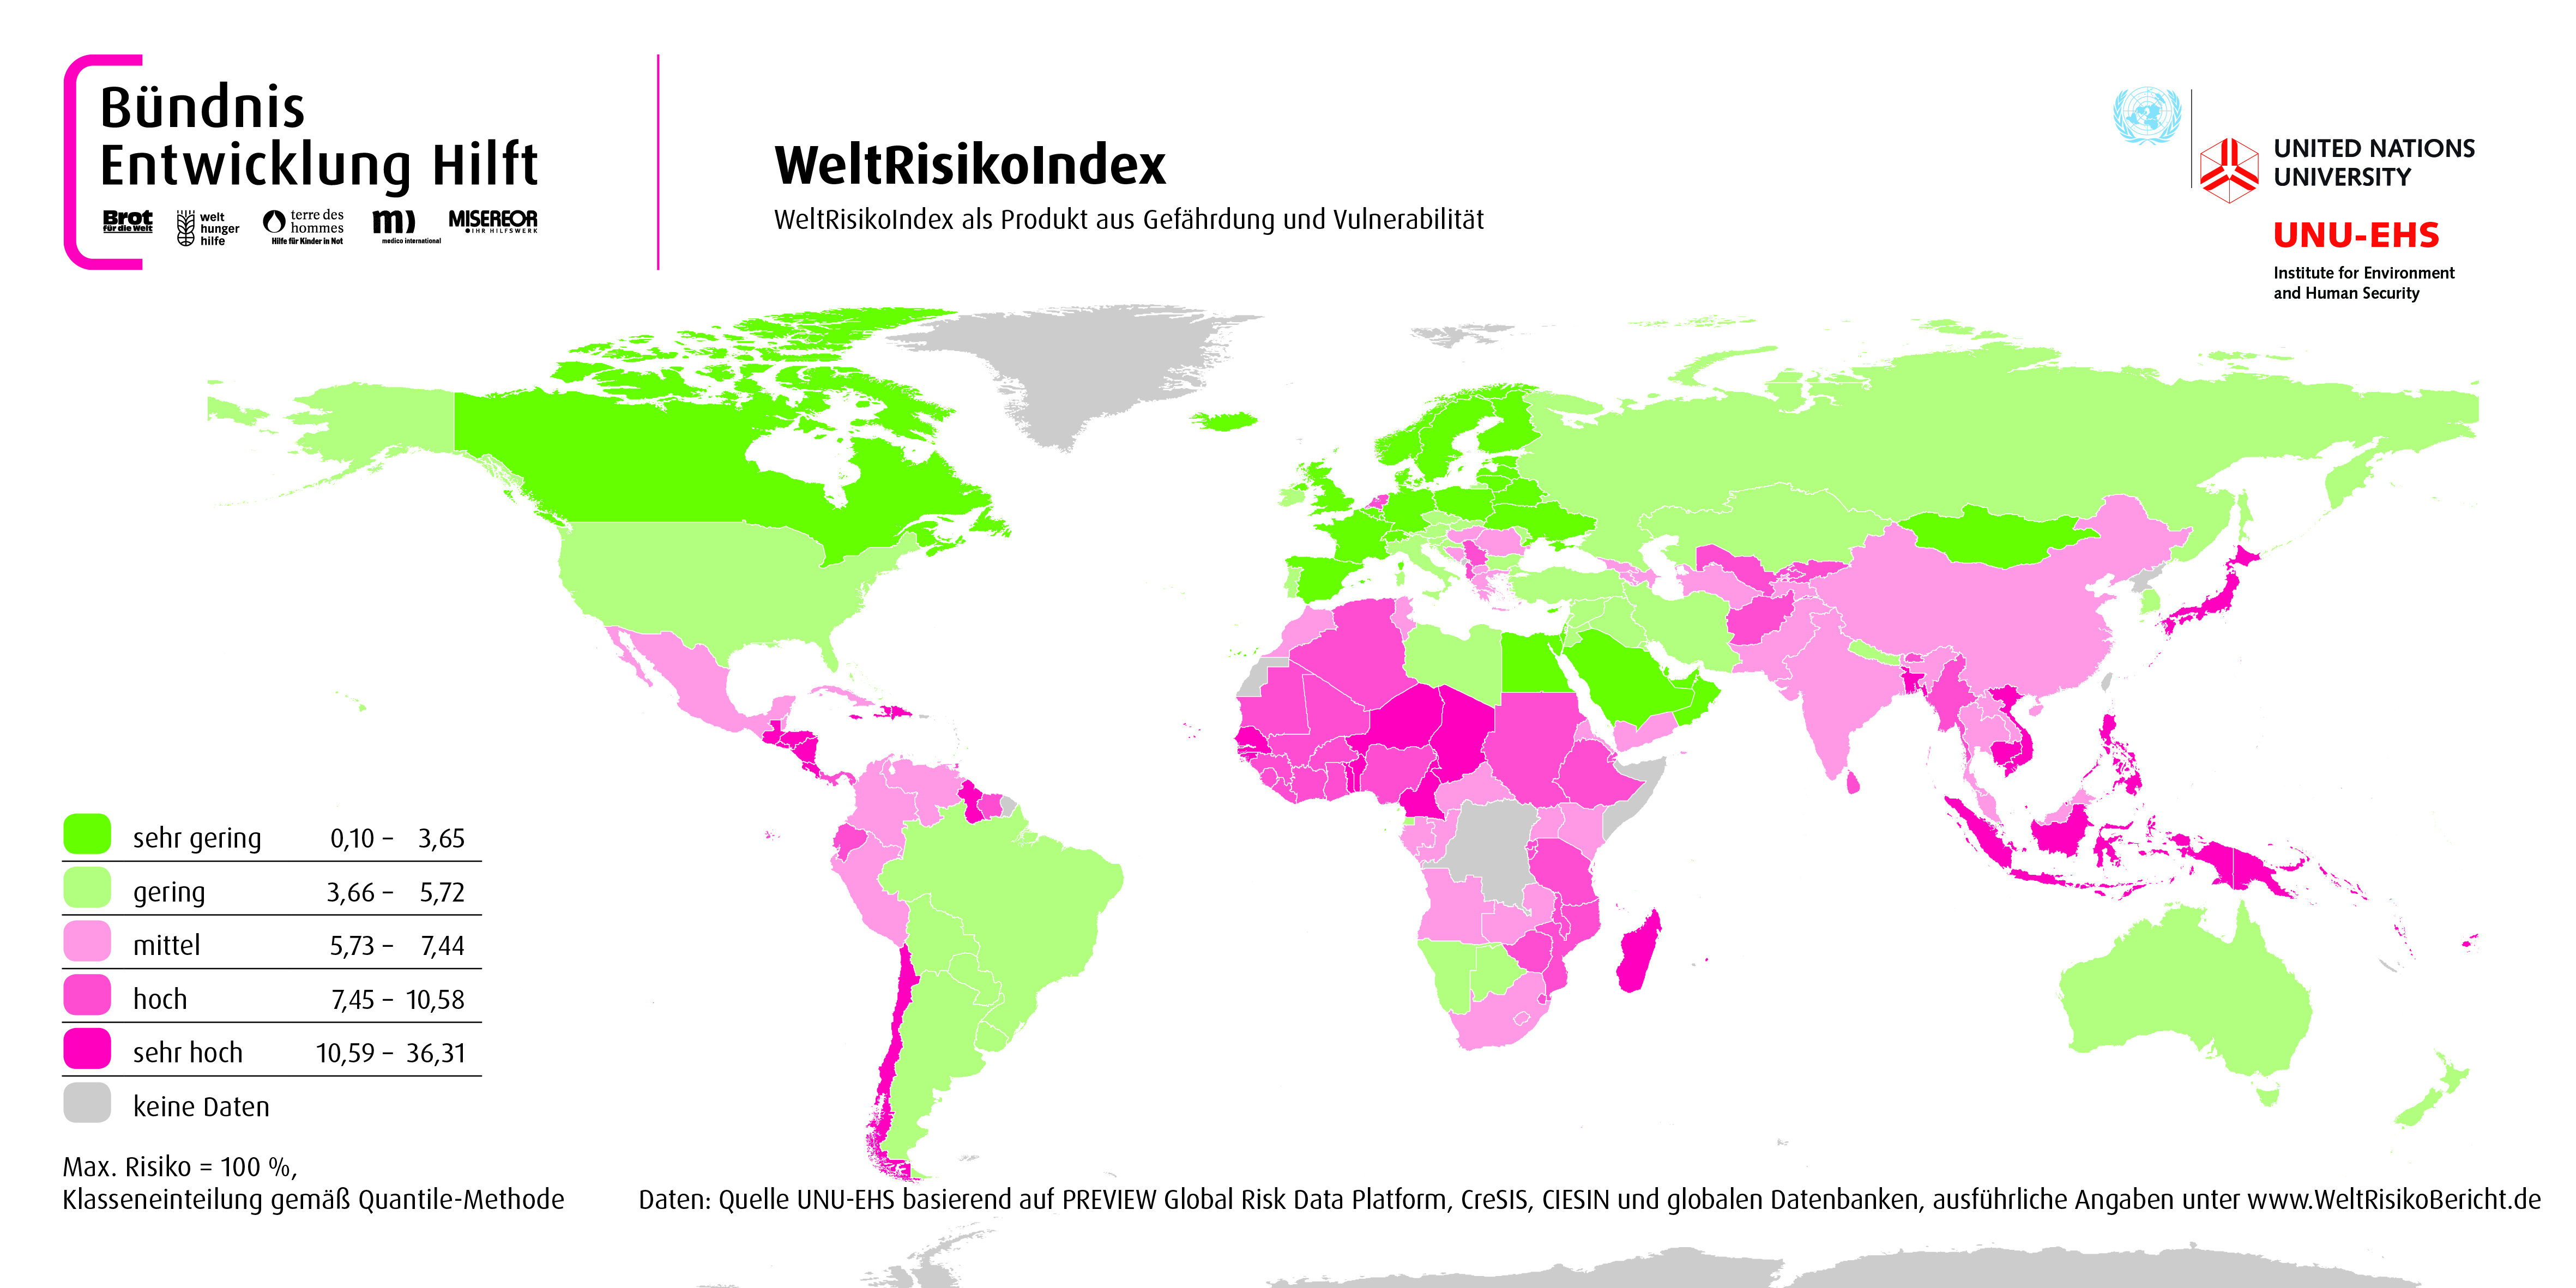 Bündnis
Entwicklung Hilft
Brot
für die Welt
welt
hunger
hilfe
terre des
hommes
Hilfe für Kinder in Not
m)
medico international
MISEREOR
● IHR HILFSWERK
WeltRisikoIndex
WeltRisikoIndex als Produkt aus Gefährdung und Vulnerabilität
UNITED NATIONS
UNIVERSITY
UNU-EHS
Institute for Environment
and Human Security
sehr gering 0,10 – 3,65
gering 3,66 – 5,72
mittel 5,73 – 7,44
hoch 7,45 – 10,58
sehr hoch 10,59 – 36,31
keine Daten
Max. Risiko = 100 %,
Klasseneinteilung gemäß Quantile-Methode
Daten: Quelle UNU-EHS basierend auf PREVIEW Global Risk Data Platform, CReSIS, CIESIN und globalen Datenbanken, ausführliche Angaben unter www.WeltRisikoBericht.de